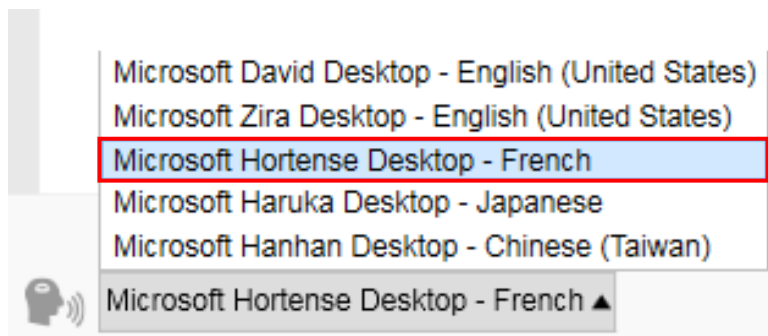 Microsoft David Desktop - English (United States)
Microsoft Zira Desktop - English (United States)
Microsoft Hortense Desktop - French
Microsoft Haruka Desktop - Japanese
Microsoft Hanhan Desktop - Chinese (Taiwan)
Microsoft Hortense Desktop - French ▲